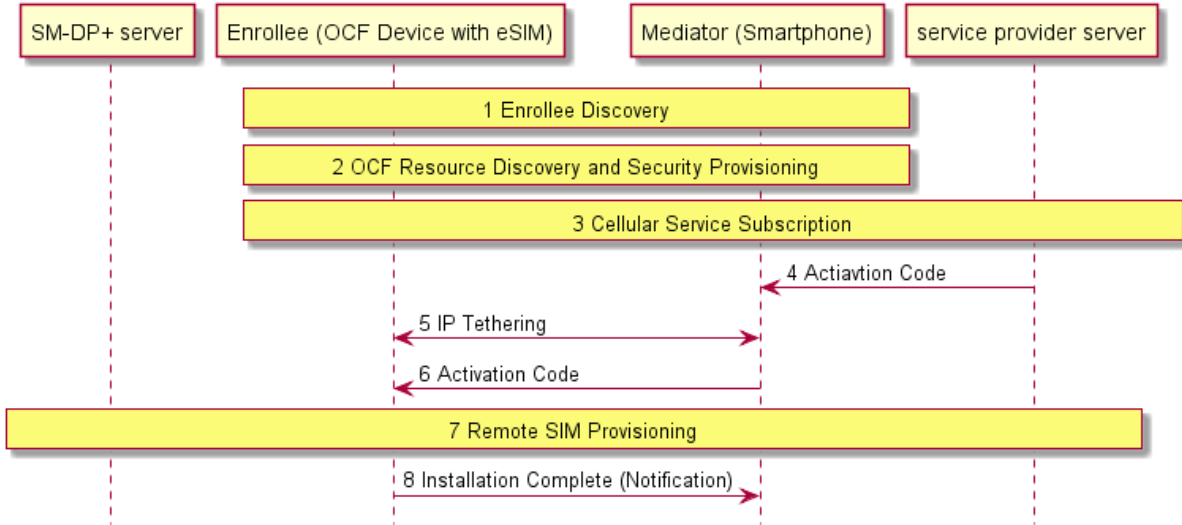 SM-DP+ server
Enrollee (OCF Device with eSIM)
Mediator (Smartphone)
service provider server
1 Enrollee Discovery
2 OCF Resource Discovery and Security Provisioning
3 Cellular Service Subscription
4 Actiavtion Code
5 IP Tethering
6 Activation Code
7 Remote SIM Provisioning
8 Installation Complete (Notification)